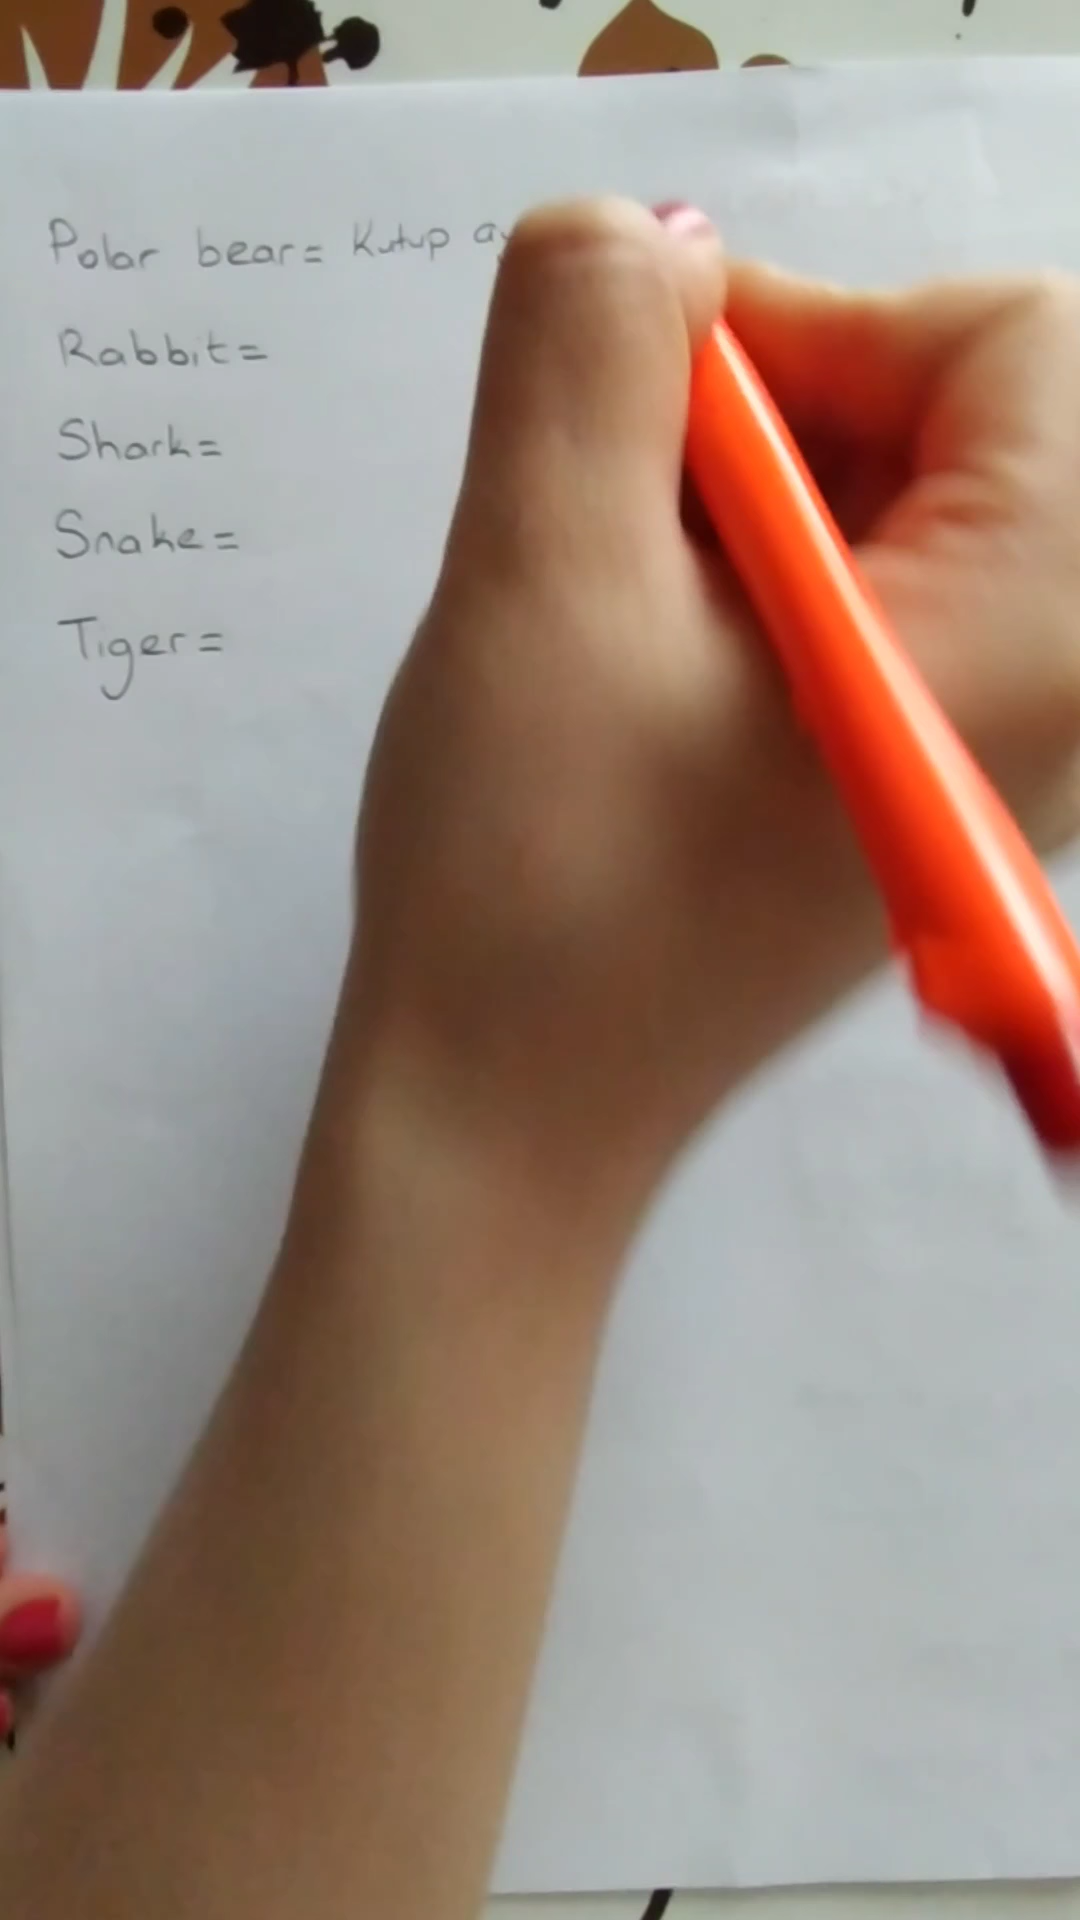 Polar bear= Kutup
Rabbit=
Shark=
Snake=
Tiger=